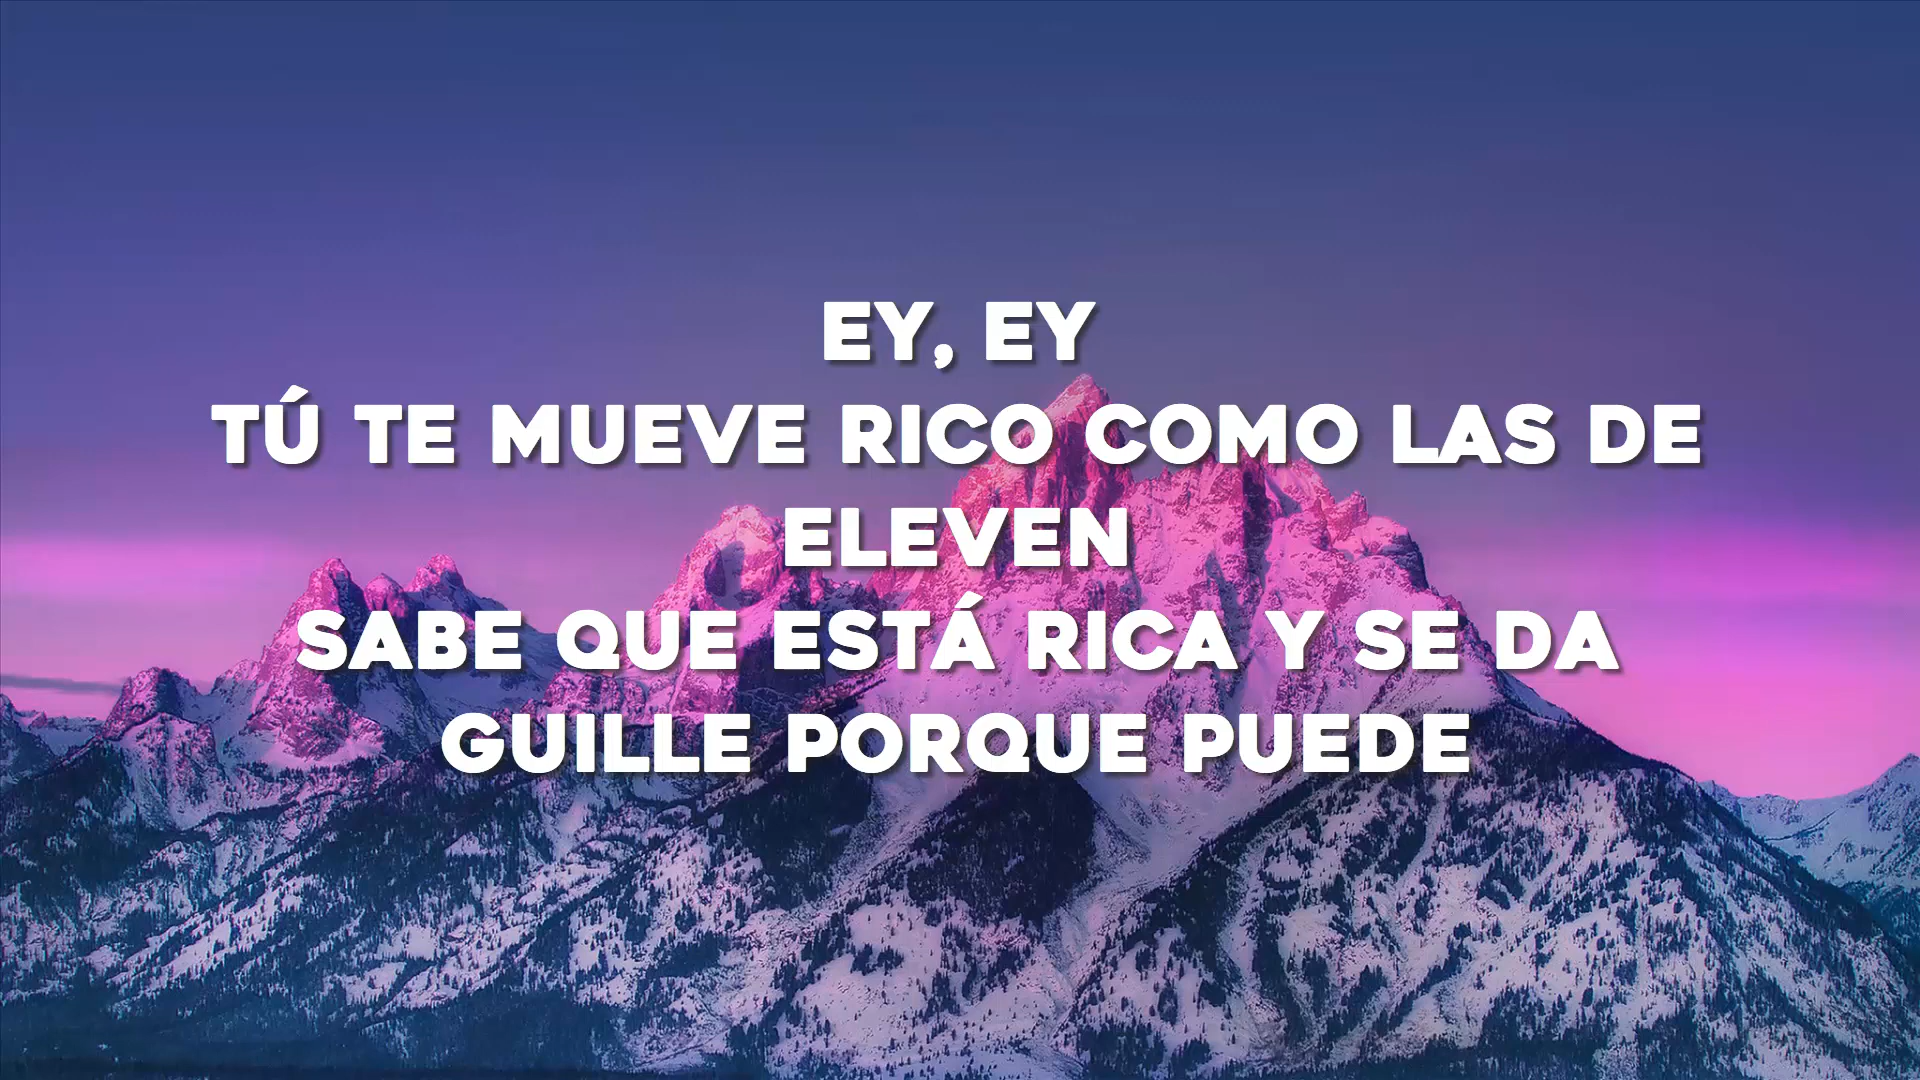 EY, EY
TÚ TE MUEVE RICO COMO LAS DE
ELEVEN
SABE QUE ESTÁ RICA Y SE DA
GUILLE PORQUE PUEDE